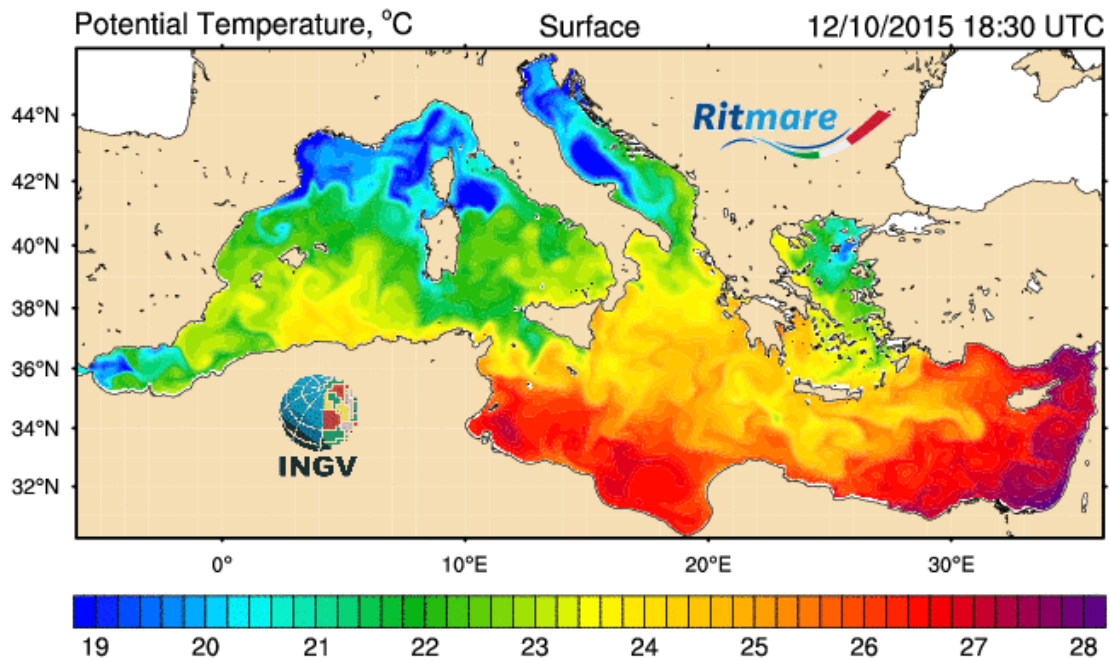 Potential Temperature, °C Surface 12/10/2015 18:30 UTC
44°N
Ritmare
42°N
40°N
38°N
36°N
34°N
INGV
32°N
0° 10°E 20°E 30°E
19 20 21 22 23 24 25 26 27 28